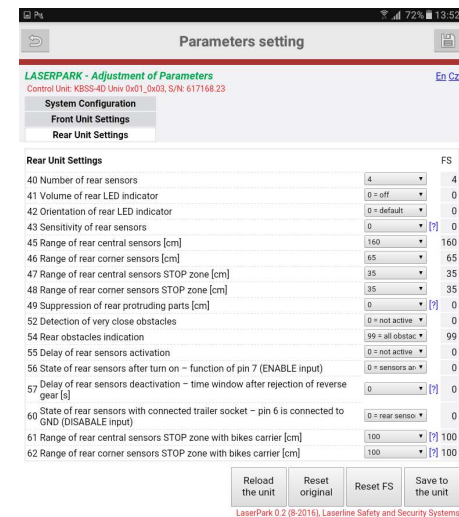 72% 13:52
Parameters setting
LASERPARK - Adjustment of Parameters En Cz
Control Unit: KBSS-4D Univ 0x01_0x03, S/N: 617168.23
System Configuration
Front Unit Settings
Rear Unit Settings
Rear Unit Settings FS
40 Number of rear sensors 4 4
41 Volume of rear LED indicator 0 = off 0
42 Orientation of rear LED indicator 0 = default 0
43 Sensitivity of rear sensors 0 [?] 0
45 Range of rear central sensors [cm] 160 160
46 Range of rear corner sensors [cm] 65 65
47 Range of rear central sensors STOP zone [cm] 35 35
48 Range of rear corner sensors STOP zone [cm] 35 35
49 Suppression of rear protruding parts [cm] 0 [?] 0
52 Detection of very close obstacles 0 = not active 0
54 Rear obstacles indication 99 = all obstac 99
55 Delay of rear sensors activation 0 = not active 0
56 State of rear sensors after turn on – function of pin 7 (ENABLE input) 0 = sensors ar 0
57 Delay of rear sensors deactivation – time window after rejection of reverse
gear [s] 0 [?] 0
60 State of rear sensors with connected trailer socket – pin 6 is connected to
GND (DISABALE input) 0 = rear senso 0
61 Range of rear central sensors STOP zone with bikes carrier [cm] 100 [?] 100
62 Range of rear corner sensors STOP zone with bikes carrier [cm] 100 [?] 100
Reload
the unit
Reset
original
Reset FS
Save to
the unit
LaserPark 0.2 (8-2016), Laserline Safety and Security Systems